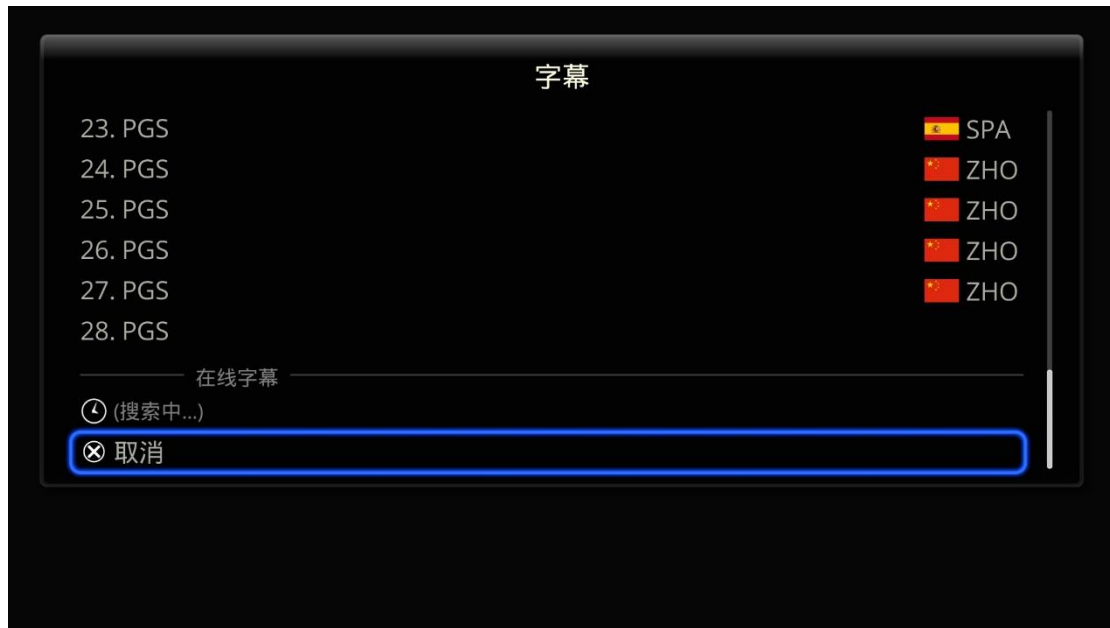 字幕
23. PGS SPA
24. PGS ZHO
25. PGS ZHO
26. PGS ZHO
27. PGS ZHO
28. PGS
在线字幕
(搜索中...)
取消